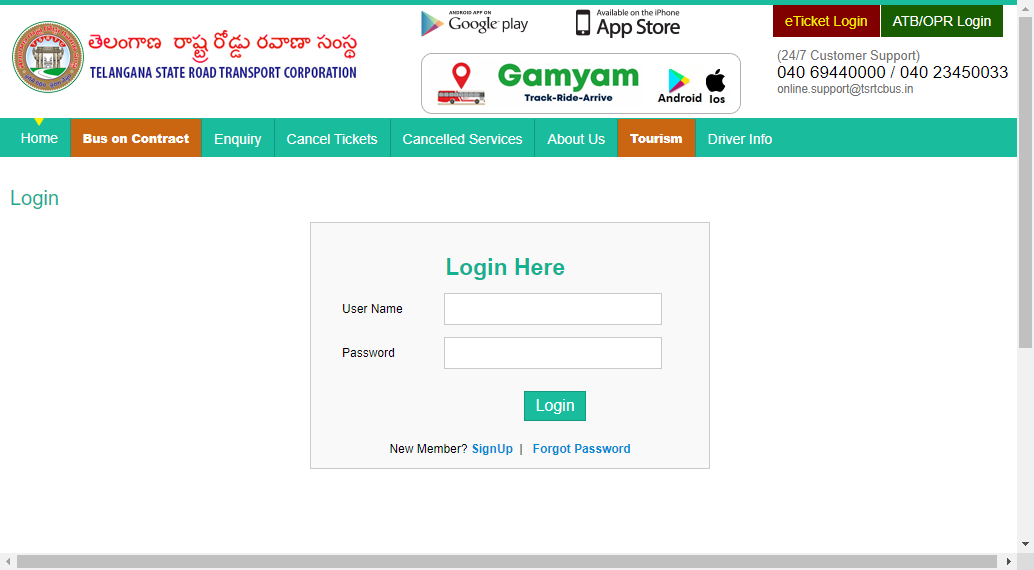 తెలంగాణ రాష్ట్ర రోడ్డు రవాణా సంస్థ
TELANGANA STATE ROAD TRANSPORT CORPORATION
ANDROID APP ON
Google play
Available on the iPhone
App Store
Gamyam
Track-Ride-Arrive
Android Ios
eTicket Login ATB/OPR Login
(24/7 Customer Support)
040 69440000 / 040 23450033
online.support@tsrtcbus.in
Home Bus on Contract Enquiry Cancel Tickets Cancelled Services About Us Tourism Driver Info
Login
Login Here
User Name
Password
Login
New Member? SignUp | Forgot Password